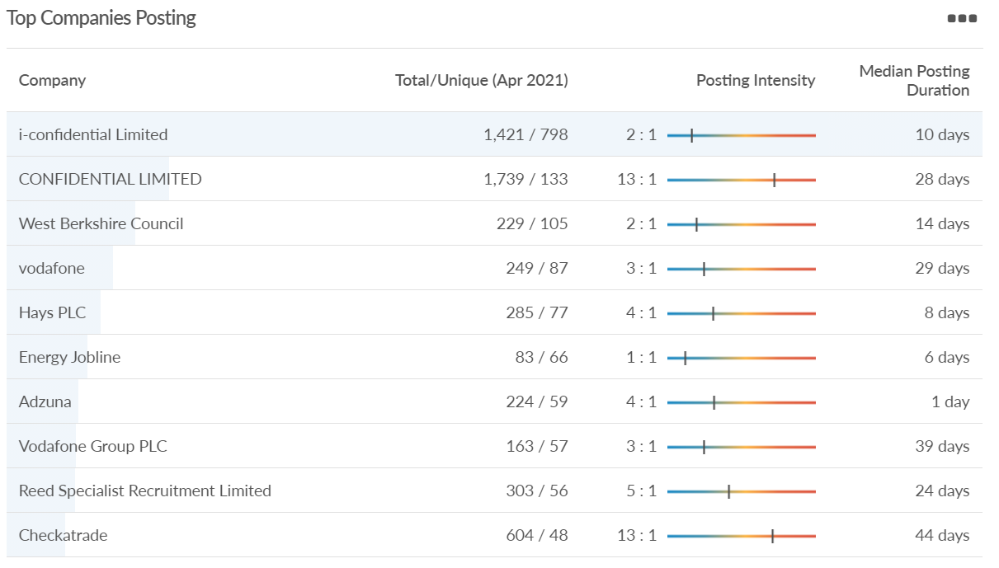 Top Companies Posting
Company Total/Unique (Apr 2021) Posting Intensity Median Posting Duration
i-confidential Limited 1,421 / 798 2 : 1 10 days
CONFIDENTIAL LIMITED 1,739 / 133 13 : 1 28 days
West Berkshire Council 229 / 105 2 : 1 14 days
vodafone 249 / 87 3 : 1 29 days
Hays PLC 285 / 77 4 : 1 8 days
Energy Jobline 83 / 66 1 : 1 6 days
Adzuna 224 / 59 4 : 1 1 day
Vodafone Group PLC 163 / 57 3 : 1 39 days
Reed Specialist Recruitment Limited 303 / 56 5 : 1 24 days
Checkatrade 604 / 48 13 : 1 44 days